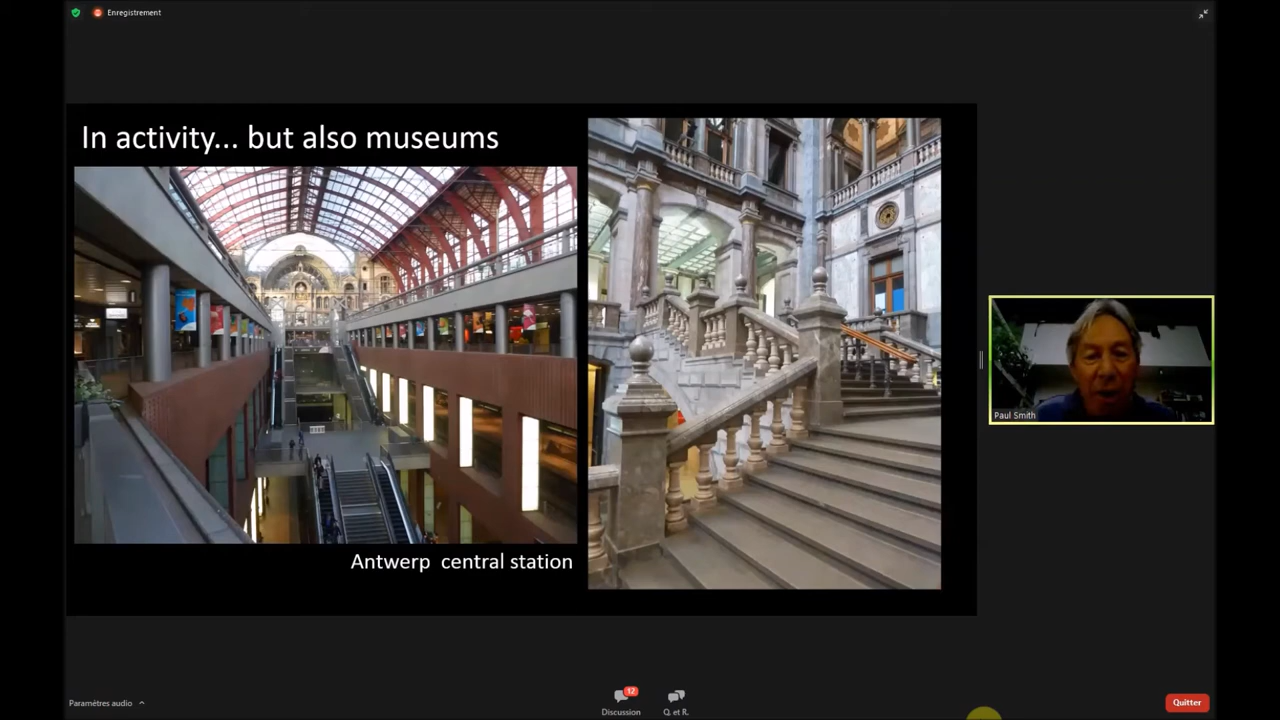 Enregistrement
In activity... but also museums
Antwerp central station
Paul Smith
Paramètres audio
12
Discussion
Q. et R.
Quitter